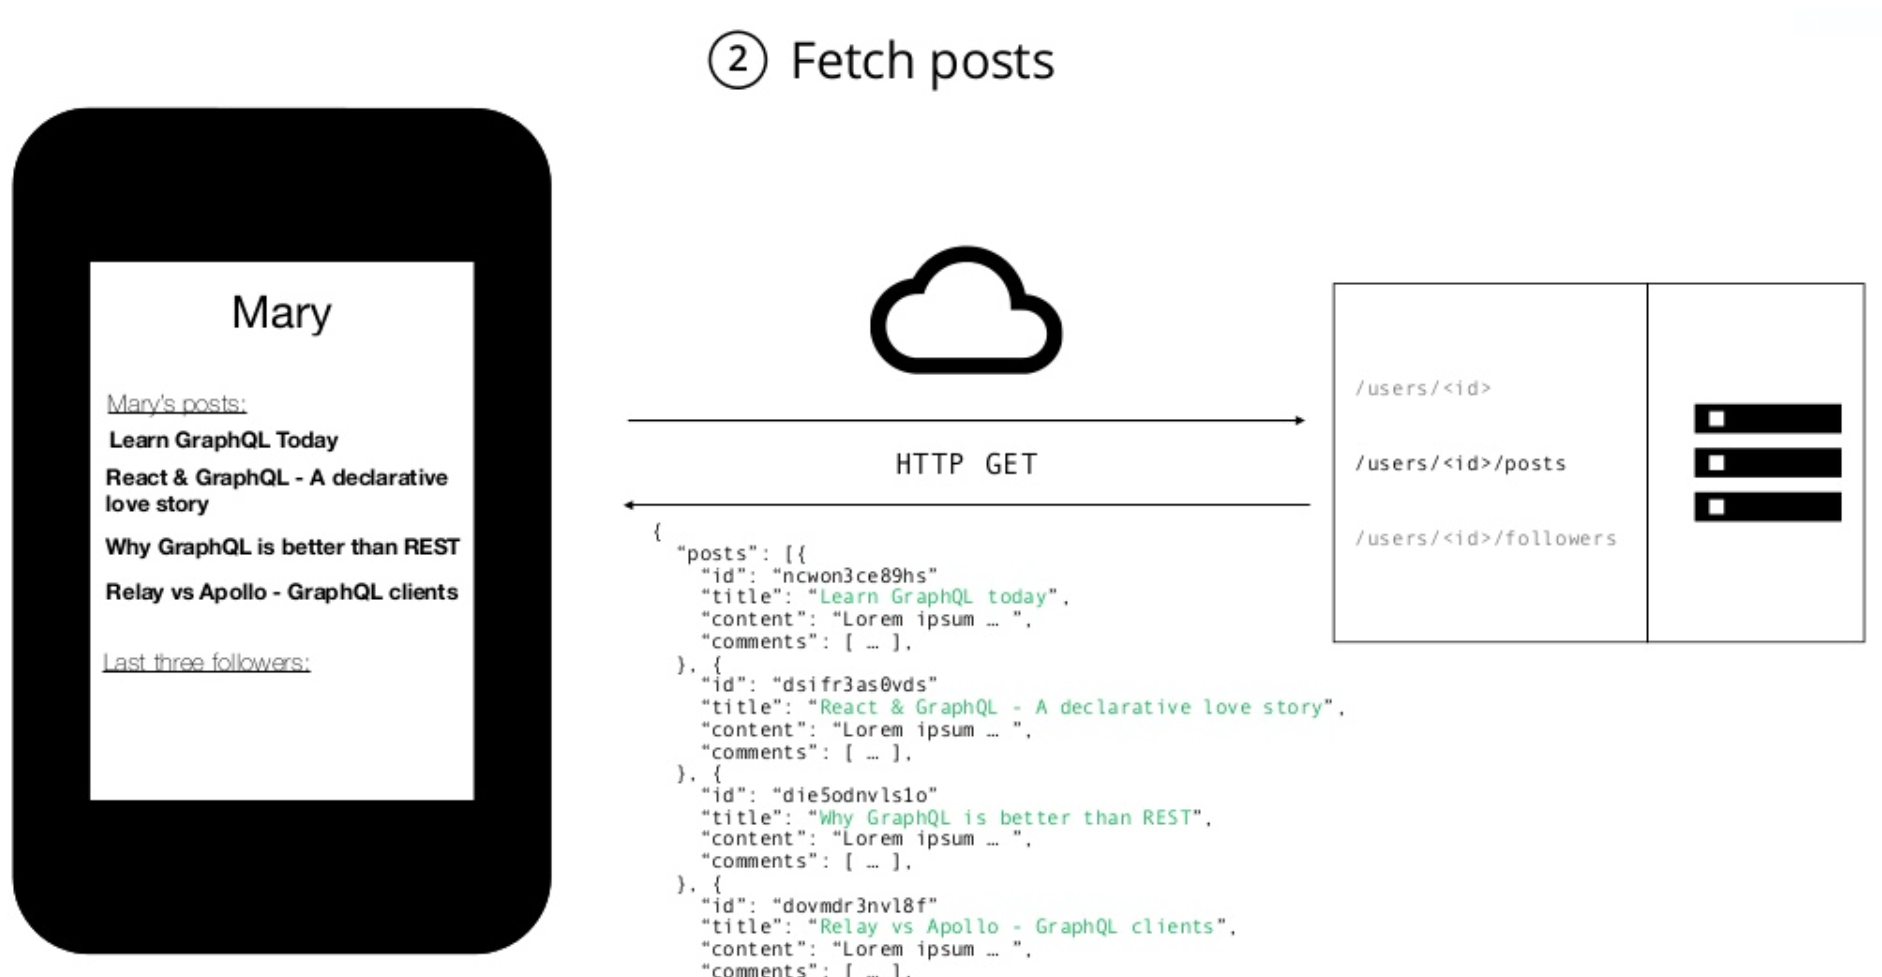 2 Fetch posts
Mary
Mary's posts:
Learn GraphQL Today
React & GraphQL - A declarative
love story
Why GraphQL is better than REST
Relay vs Apollo - GraphQL clients
Last three followers:
HTTP GET
/users/<id>
/users/<id>/posts
/users/<id>/followers
{
“posts”: [{
“id”: “ncwon3ce89hs”
“title”: “Learn GraphQL today”,
“content”: “Lorem ipsum … ”,
“comments”: [ … ],
}, {
“id”: “dsifr3as0vds”
“title”: “React & GraphQL - A declarative love story”,
“content”: “Lorem ipsum … ”,
“comments”: [ … ],
}, {
“id”: “die5odnvls1o”
“title”: “Why GraphQL is better than REST”,
“content”: “Lorem ipsum … ”,
“comments”: [ … ],
}, {
“id”: “dovmdr3nvl8f”
“title”: “Relay vs Apollo - GraphQL clients”,
“content”: “Lorem ipsum … ”,
“comments”: [ … ],